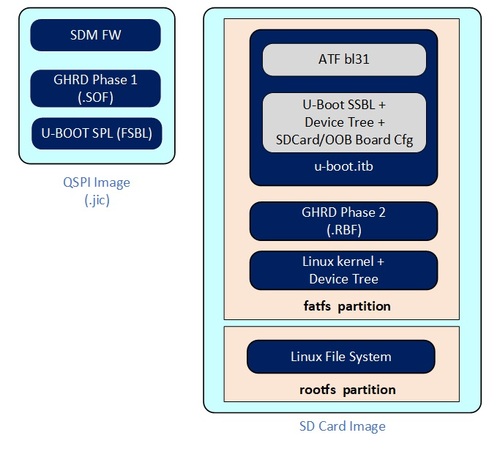 SDM FW
GHRD Phase 1
(.SOF)
U-BOOT SPL (FSBL)
QSPI Image
(.jic)
ATF bl31
U-Boot SSBL +
Device Tree +
SDCard/OOB Board Cfg
u-boot.itb
GHRD Phase 2
(.RBF)
Linux kernel +
Device Tree
fatfs partition
Linux File System
rootfs partition
SD Card Image